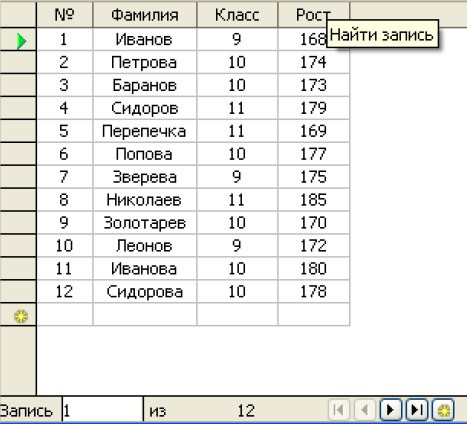 № Фамилия Класс Рост
Найти запись
1 Иванов 9 168
2 Петрова 10 174
3 Баранов 10 173
4 Сидоров 11 179
5 Перепечка 11 169
6 Попова 10 177
7 Зверева 9 175
8 Николаев 11 185
9 Золотарев 10 170
10 Леонов 9 172
11 Иванова 10 180
12 Сидорова 10 178
Запись 1 из 12